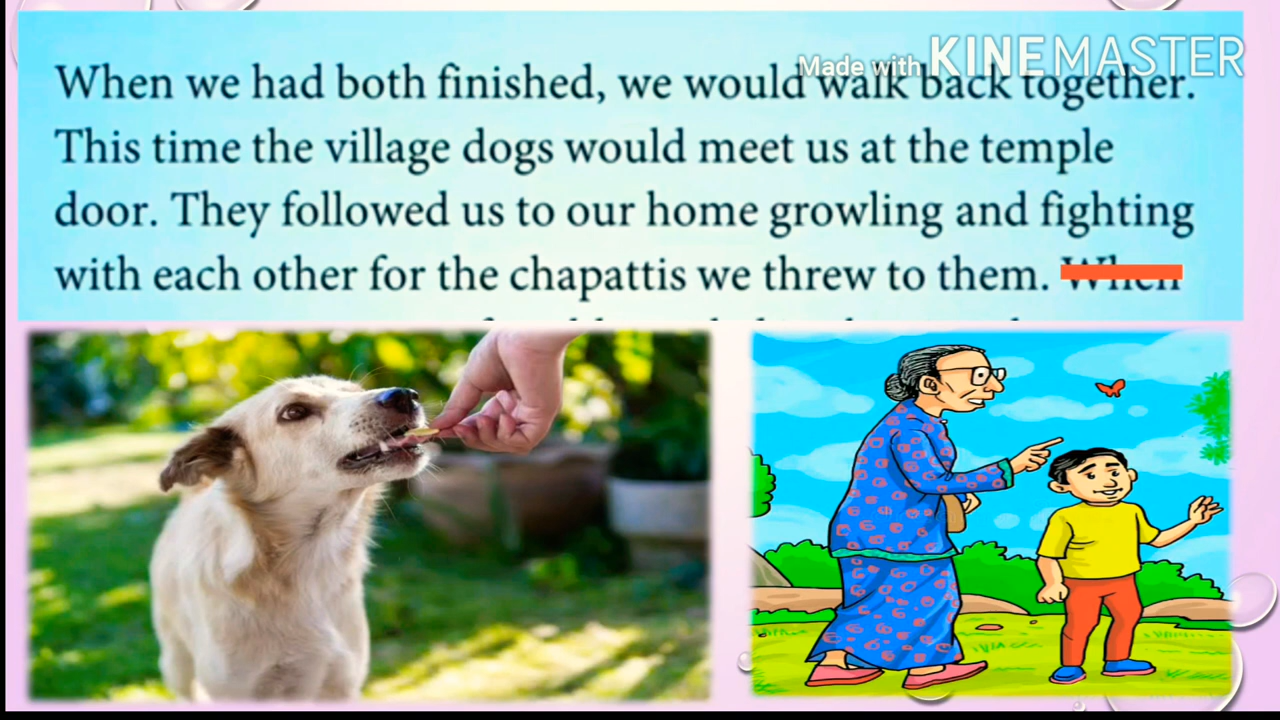 Made with KINEMASTER
When we had both finished, we would walk back together.
This time the village dogs would meet us at the temple
door. They followed us to our home growling and fighting
with each other for the chapattis we threw to them. When